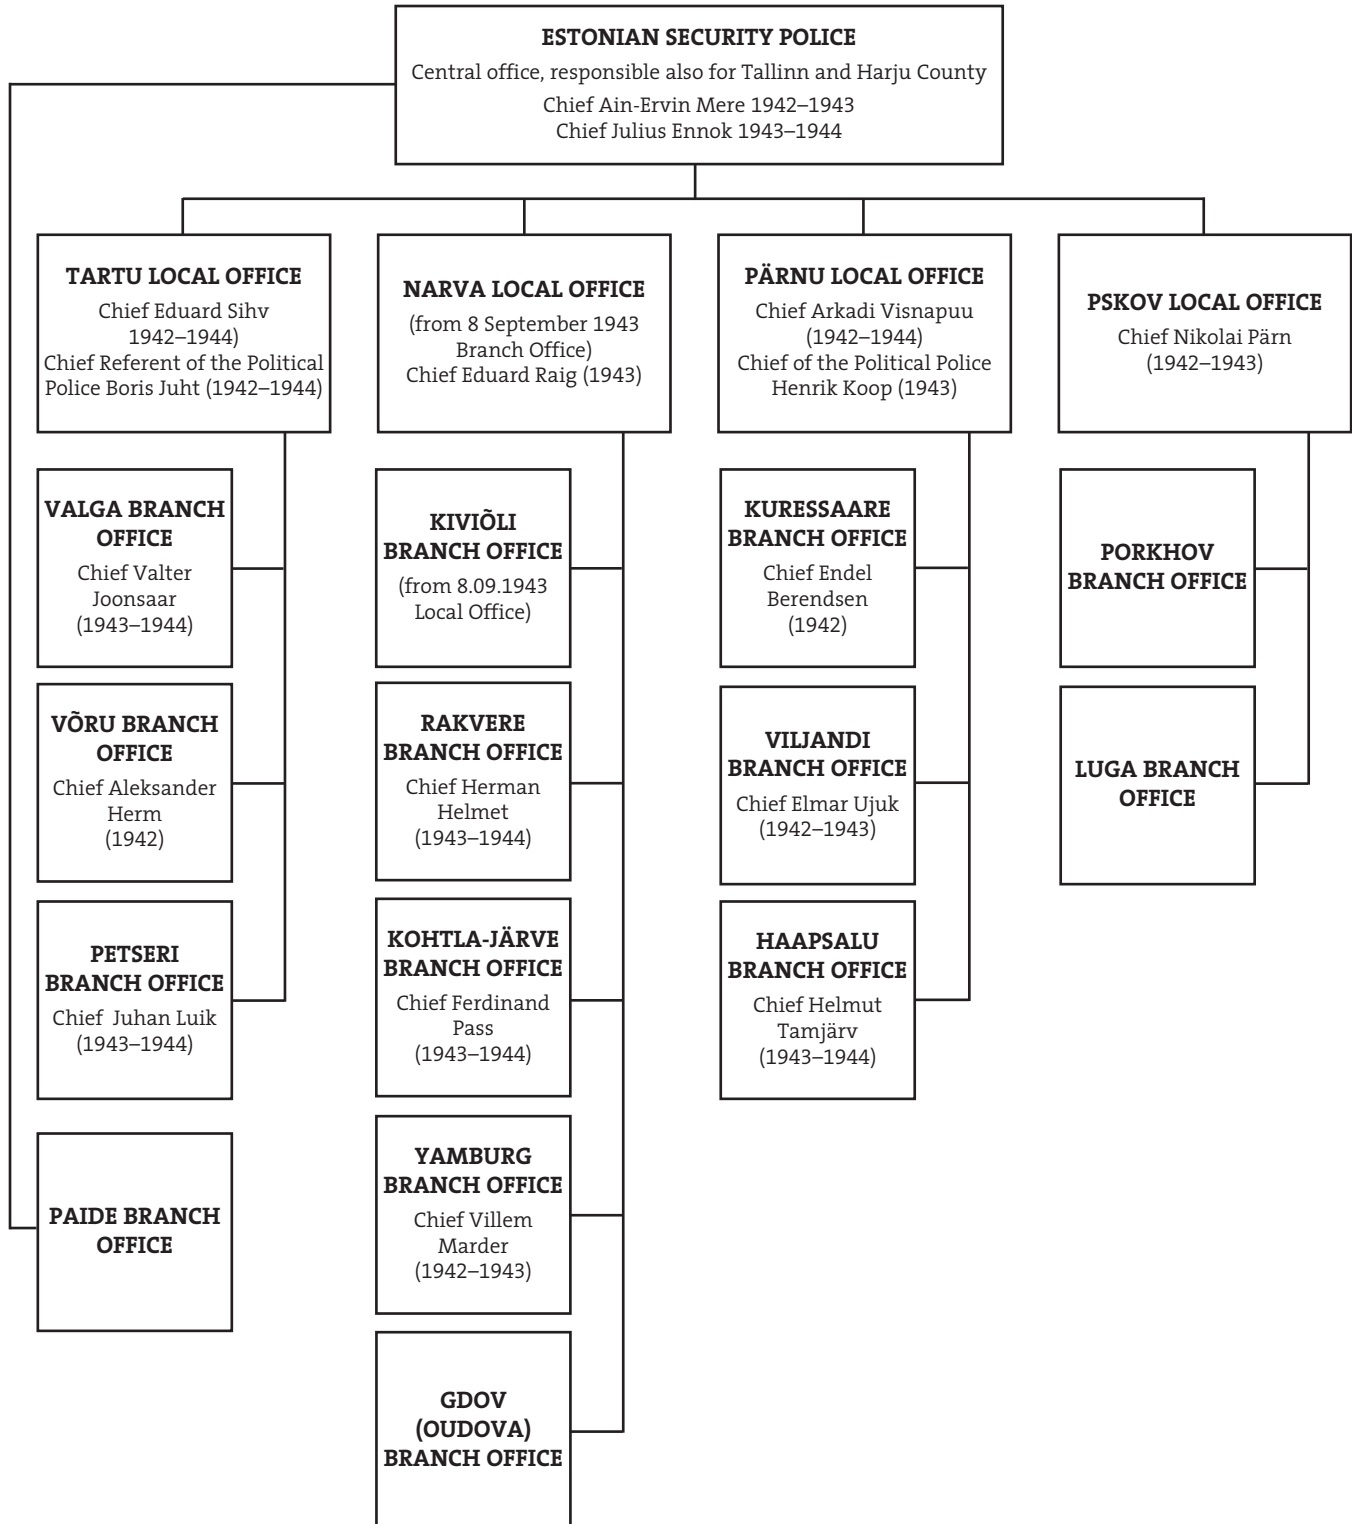 ESTONIAN SECURITY POLICE
Central office, responsible also for Tallinn and Harju County
Chief Ain-Ervin Mere 1942–1943
Chief Julius Ennok 1943–1944
TARTU LOCAL OFFICE
Chief Eduard Sihv
1942–1944)
Chief Referent of the Political
Police Boris Juht (1942–1944)
NARVA LOCAL OFFICE
(from 8 September 1943
Branch Office)
Chief Eduard Raig (1943)
PÄRNU LOCAL OFFICE
Chief Arkadi Visnapuu
(1942–1944)
Chief of the Political Police
Henrik Koop (1943)
PSKOV LOCAL OFFICE
Chief Nikolai Pärn
(1942–1943)
VALGA BRANCH
OFFICE
Chief Valter
Joonsaar
(1943–1944)
KIVIÕLI
BRANCH OFFICE
(from 8.09.1943
Local Office)
KURESSAARE
BRANCH OFFICE
Chief Endel
Berendsen
(1942)
PORKHOV
BRANCH OFFICE
VÕRU BRANCH
OFFICE
Chief Aleksander
Herm
(1942)
RAKVERE
BRANCH OFFICE
Chief Herman
Helmet
(1943–1944)
VILJANDI
BRANCH OFFICE
Chief Elmar Ujuk
(1942–1943)
LUGA BRANCH
OFFICE
PETSERI
BRANCH OFFICE
Chief Juhan Luik
(1943–1944)
KOHTLA-JÄRVE
BRANCH OFFICE
Chief Ferdinand
Pass
(1943–1944)
HAAPSALU
BRANCH OFFICE
Chief Helmut
Tamjärv
(1943–1944)
PAIDE BRANCH
OFFICE
YAMBURG
BRANCH OFFICE
Chief Villem
Marder
(1942–1943)
GDOV
(OUDOVA)
BRANCH OFFICE